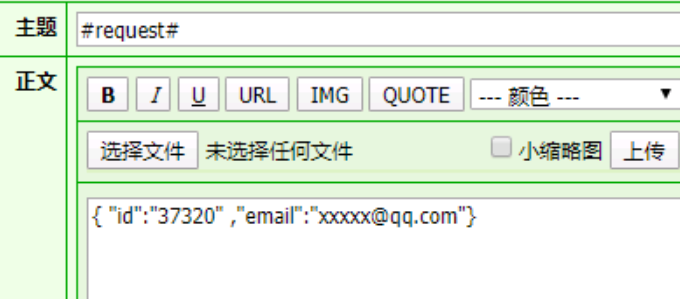 主题 #request#
正文 B I U URL IMG QUOTE --- 颜色 ---
选择文件 未选择任何文件 小缩略图 上传
{ "id":"37320" ,"email":"xxxxx@qq.com"}